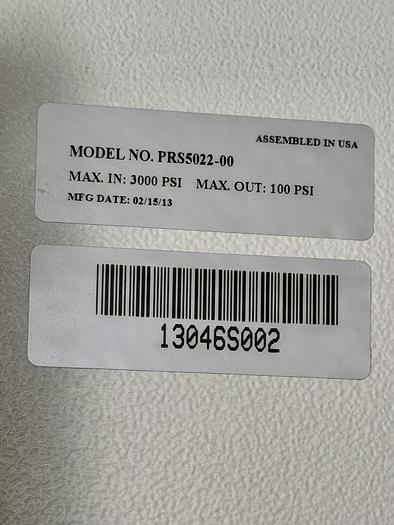 ASSEMBLED IN USA
MODEL NO. PRS5022-00
MAX. IN: 3000 PSI MAX. OUT: 100 PSI
MFG DATE: 02/15/13
13046S002